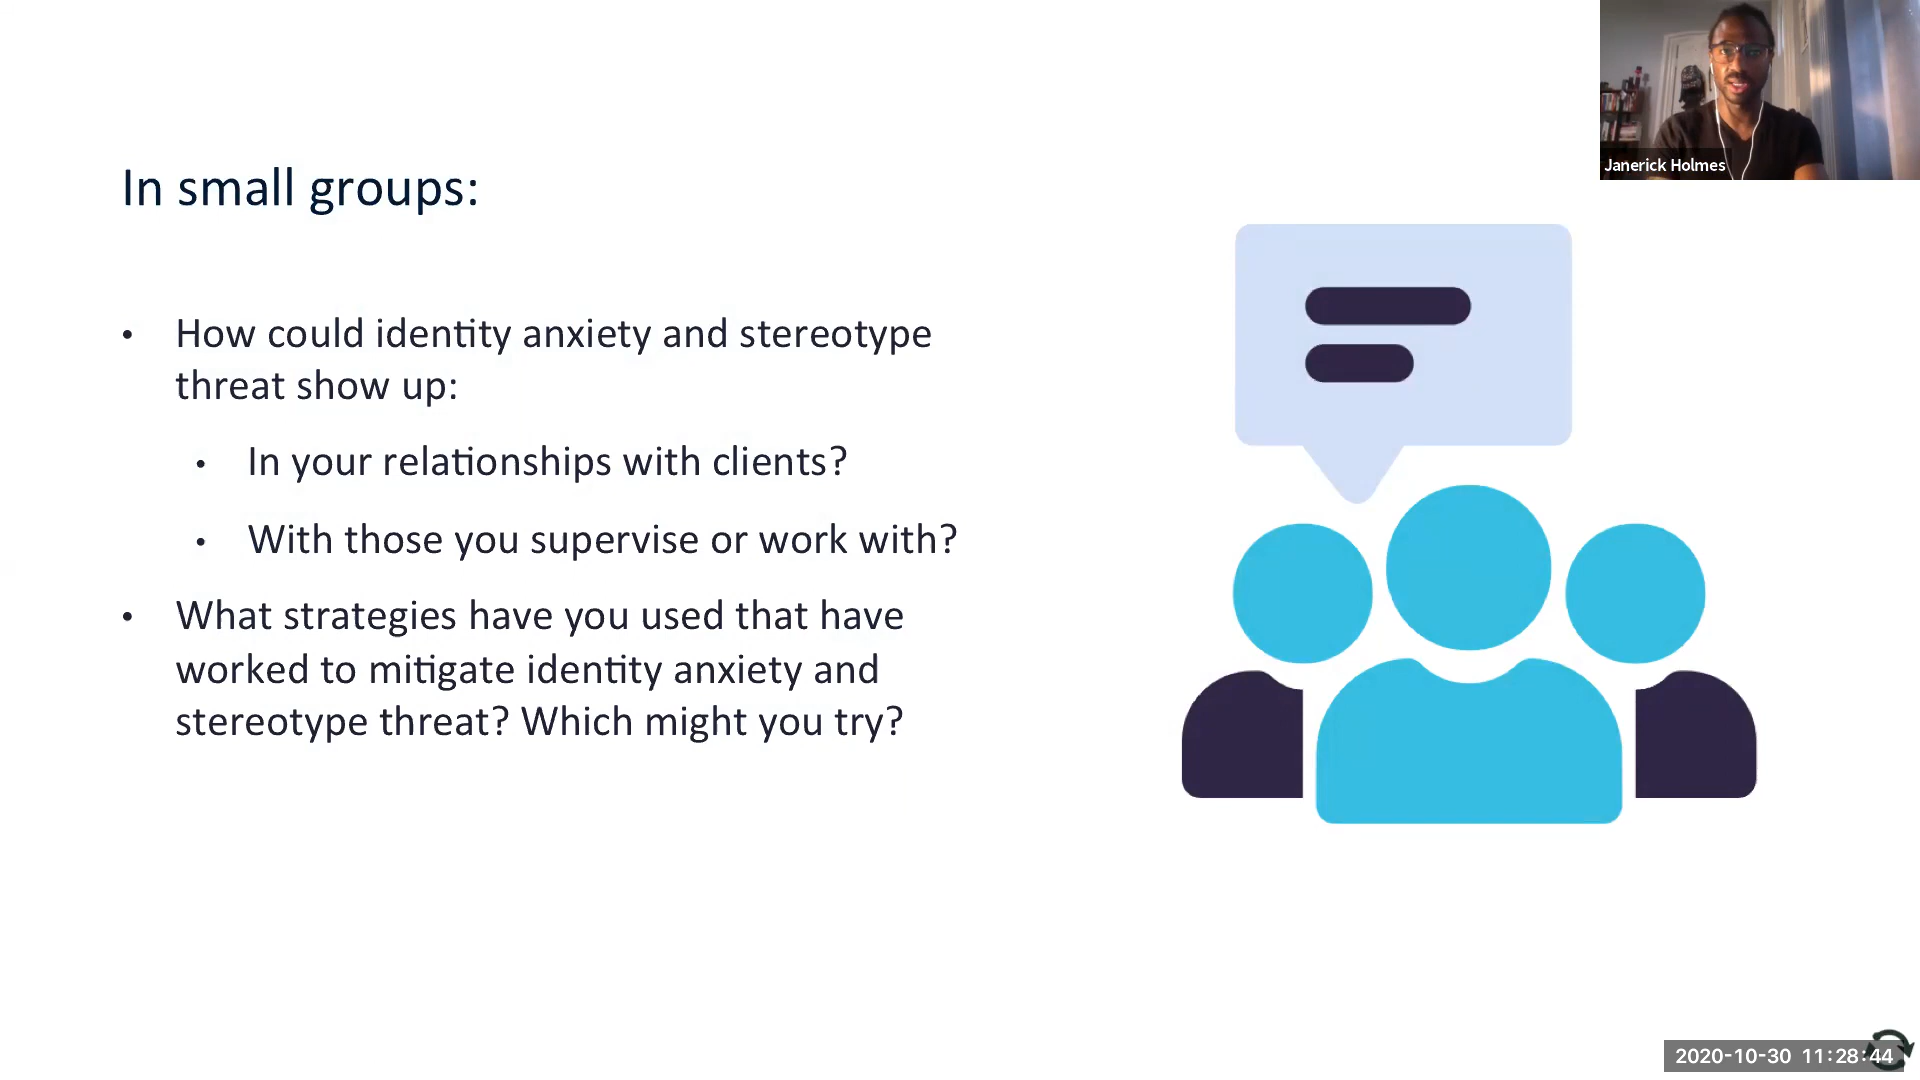 Janerick Holmes
In small groups:
• How could identity anxiety and stereotype
threat show up:
• In your relationships with clients?
• With those you supervise or work with?
• What strategies have you used that have
worked to mitigate identity anxiety and
stereotype threat? Which might you try?
2020-10-30 11:28:44